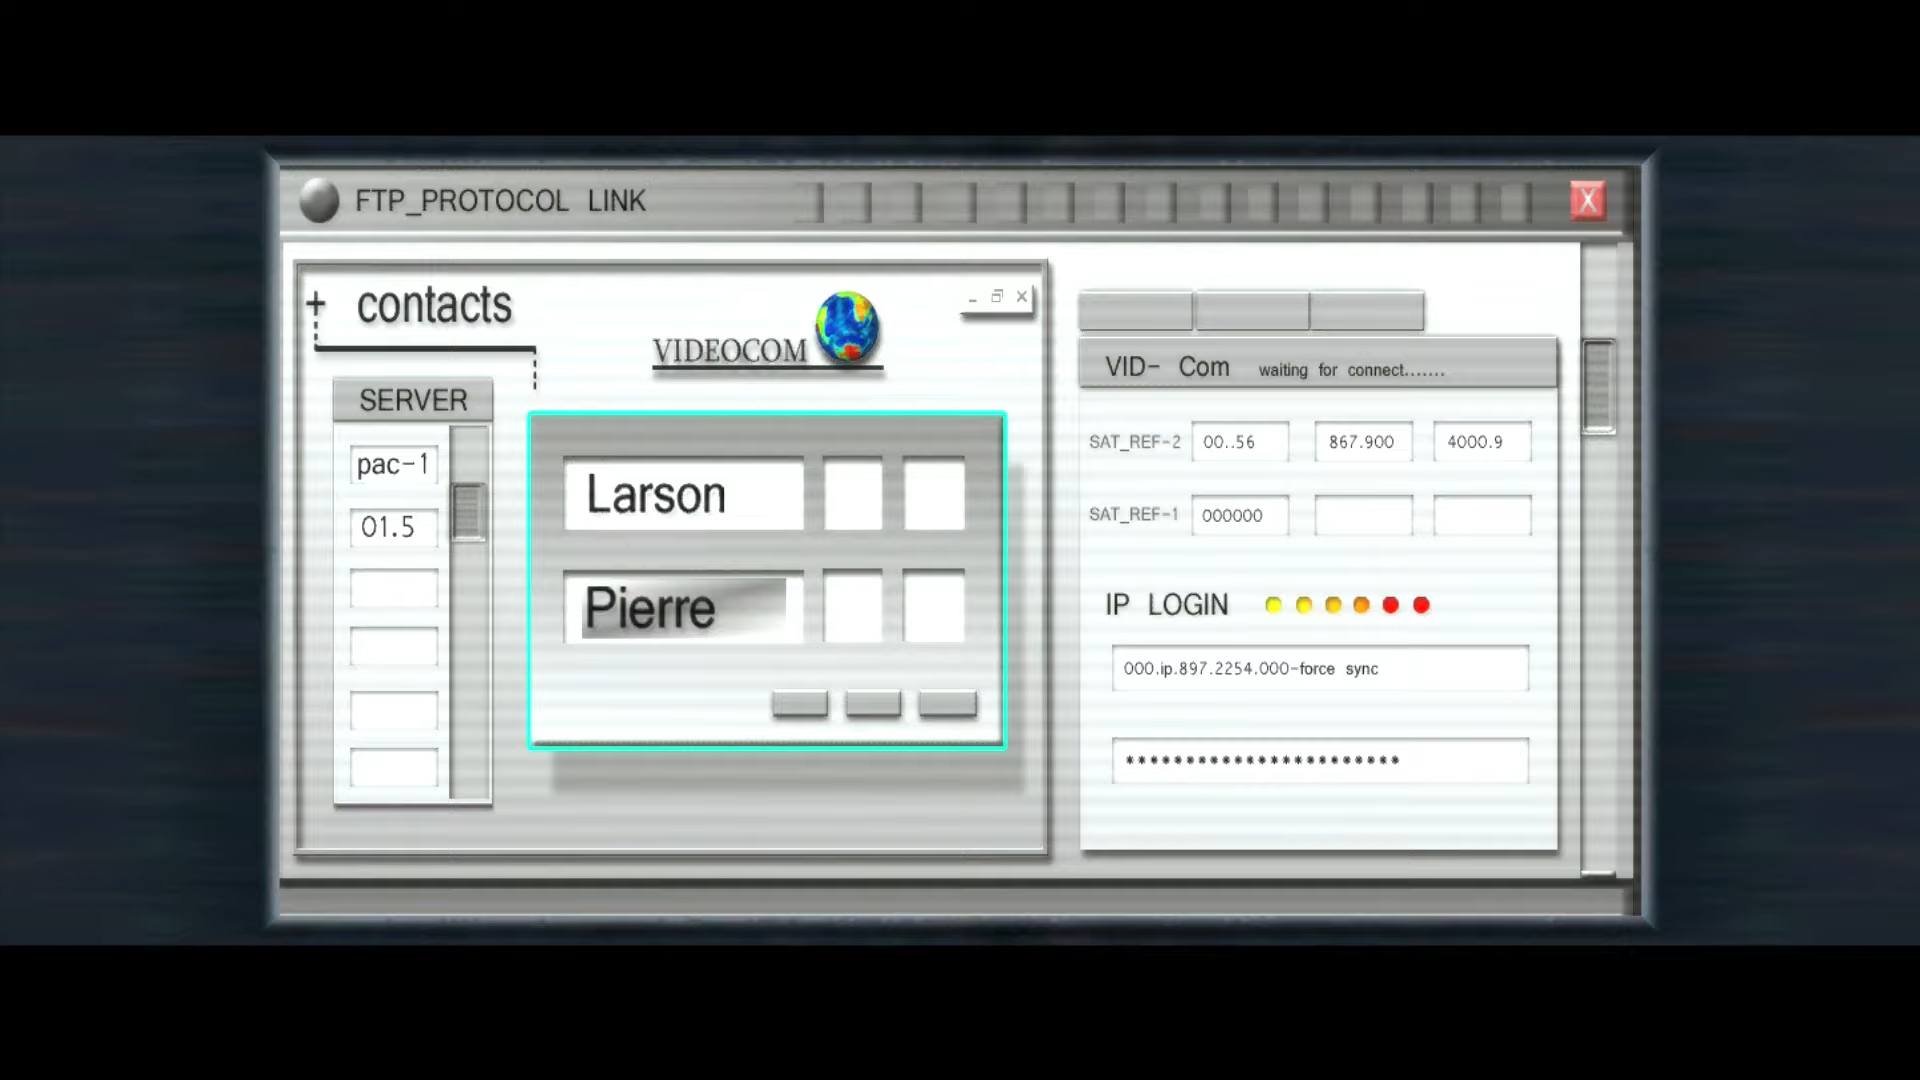 FTP_PROTOCOL LINK
X
+ contacts
VIDEOCOM
SERVER
pac-1
01.5
Larson
Pierre
VID- Com waiting for connect.......
SAT_REF-2 00..56 867.900 4000.9
SAT_REF-1 000000
IP LOGIN
000.ip.897.2254.000-force sync
***********************